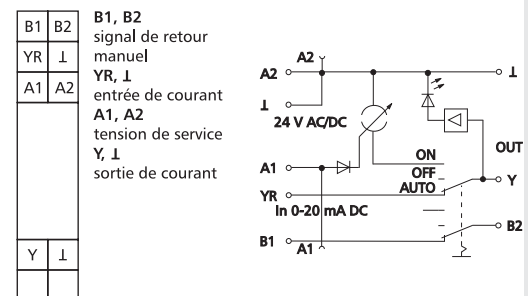 B1 B2
YR ⊥
A1 A2
Y ⊥
B1, B2
signal de retour
manuel
YR, ⊥
entrée de courant
A1, A2
tension de service
Y, ⊥
sortie de courant
A2
A2
⊥
⊥
24 V AC/DC
ON
OFF
AUTO
OUT
A1
Y
YR
In 0-20 mA DC
B2
B1
A1